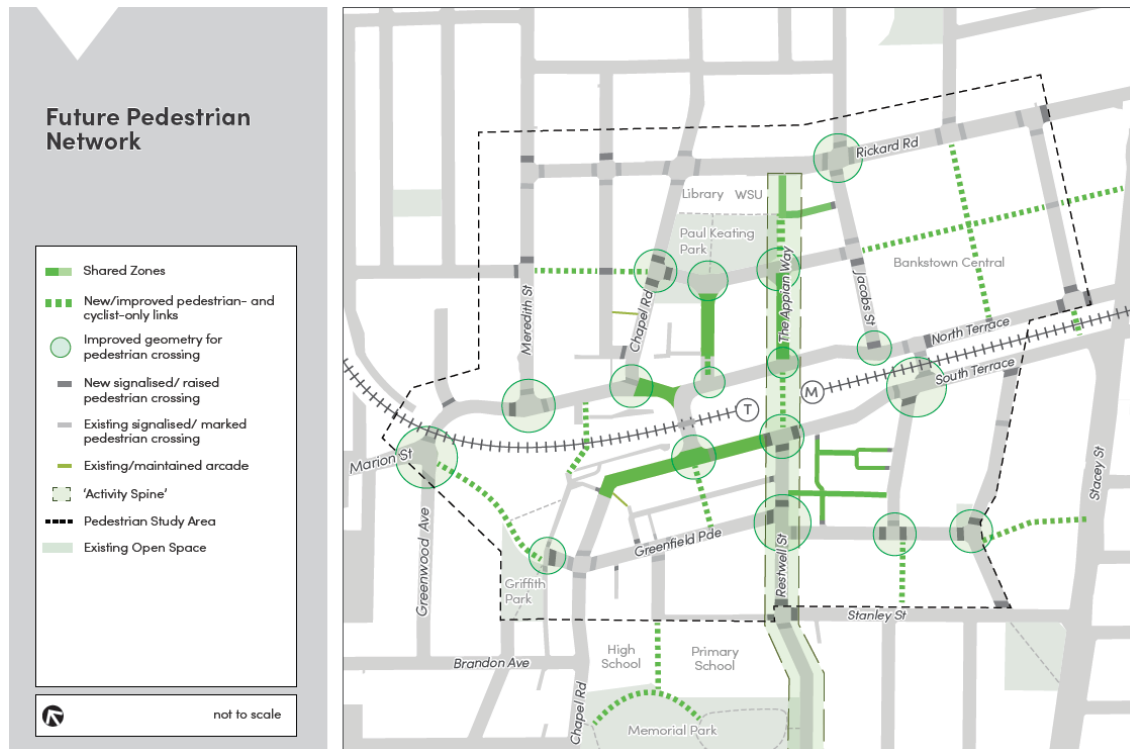 Future Pedestrian
Network
Shared Zones
New/improved pedestrian- and
cyclist-only links
Improved geometry for
pedestrian crossing
New signalised/ raised
pedestrian crossing
Existing signalised/ marked
pedestrian crossing
Existing/maintained arcade
'Activity Spine'
Pedestrian Study Area
Existing Open Space
not to scale
Rickard Rd
Library WSU
Paul Keating
Park
The Appian Way
Bankstown Central
Meredith St
Chapel Rd
Jacobs St
North Terrace
South Terrace
T
M
Marion St
Greenwood Ave
Stacey St
Greenfield Pde
Restwell St
Griffith
Park
Stanley St
Brandon Ave
High
School
Primary
School
Chapel Rd
Memorial Park